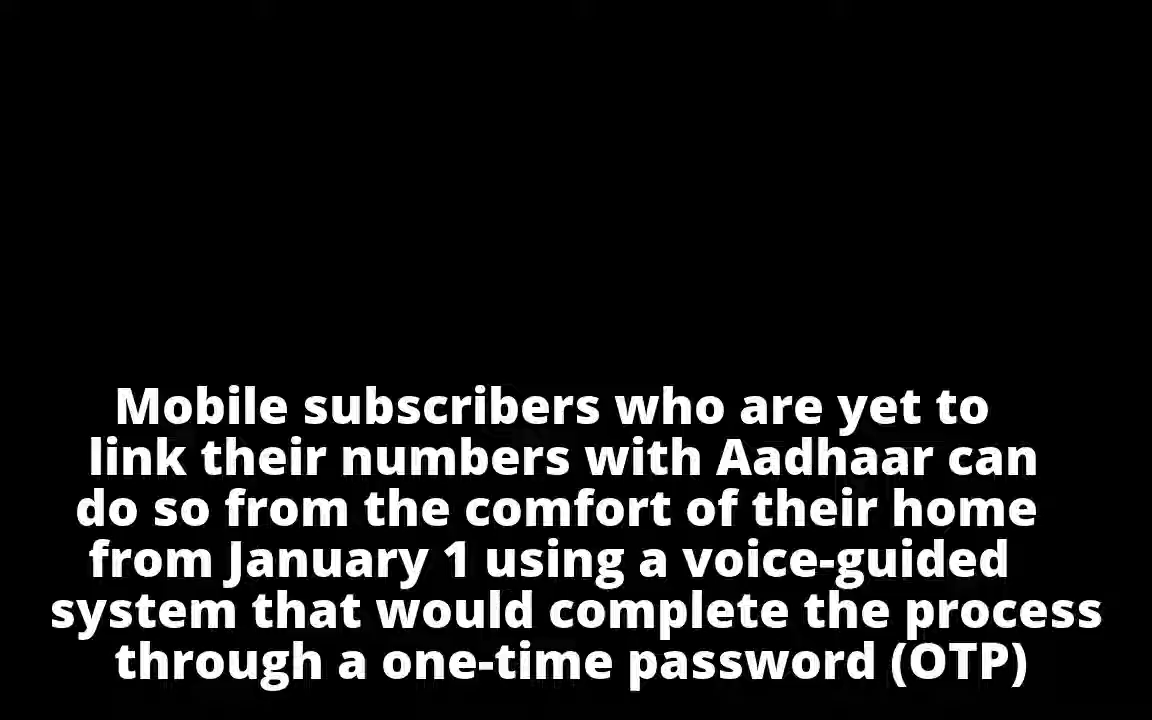 Mobile subscribers who are yet to
link their numbers with Aadhaar can
do so from the comfort of their home
from January 1 using a voice-guided
system that would complete the process
through a one-time password (OTP)